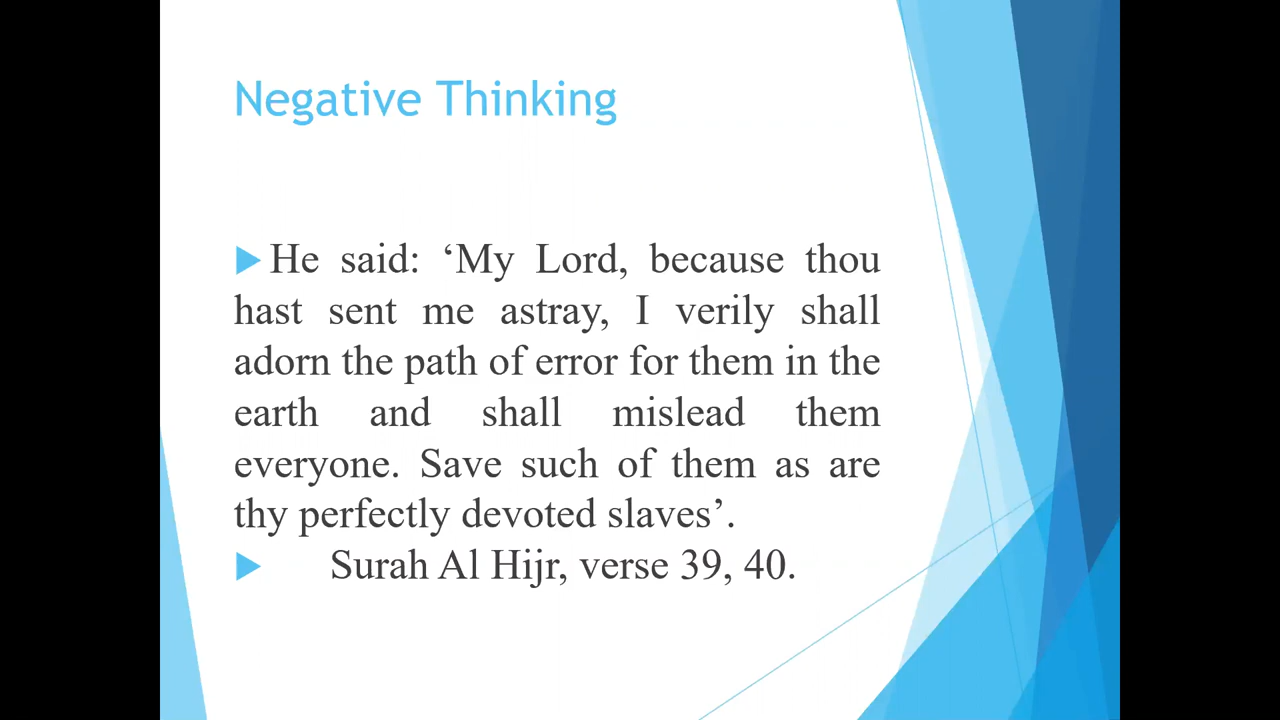 Negative Thinking
He said: ‘My Lord, because thou
hast sent me astray, I verily shall
adorn the path of error for them in the
earth and shall mislead them
everyone. Save such of them as are
thy perfectly devoted slaves’.
Surah Al Hijr, verse 39, 40.